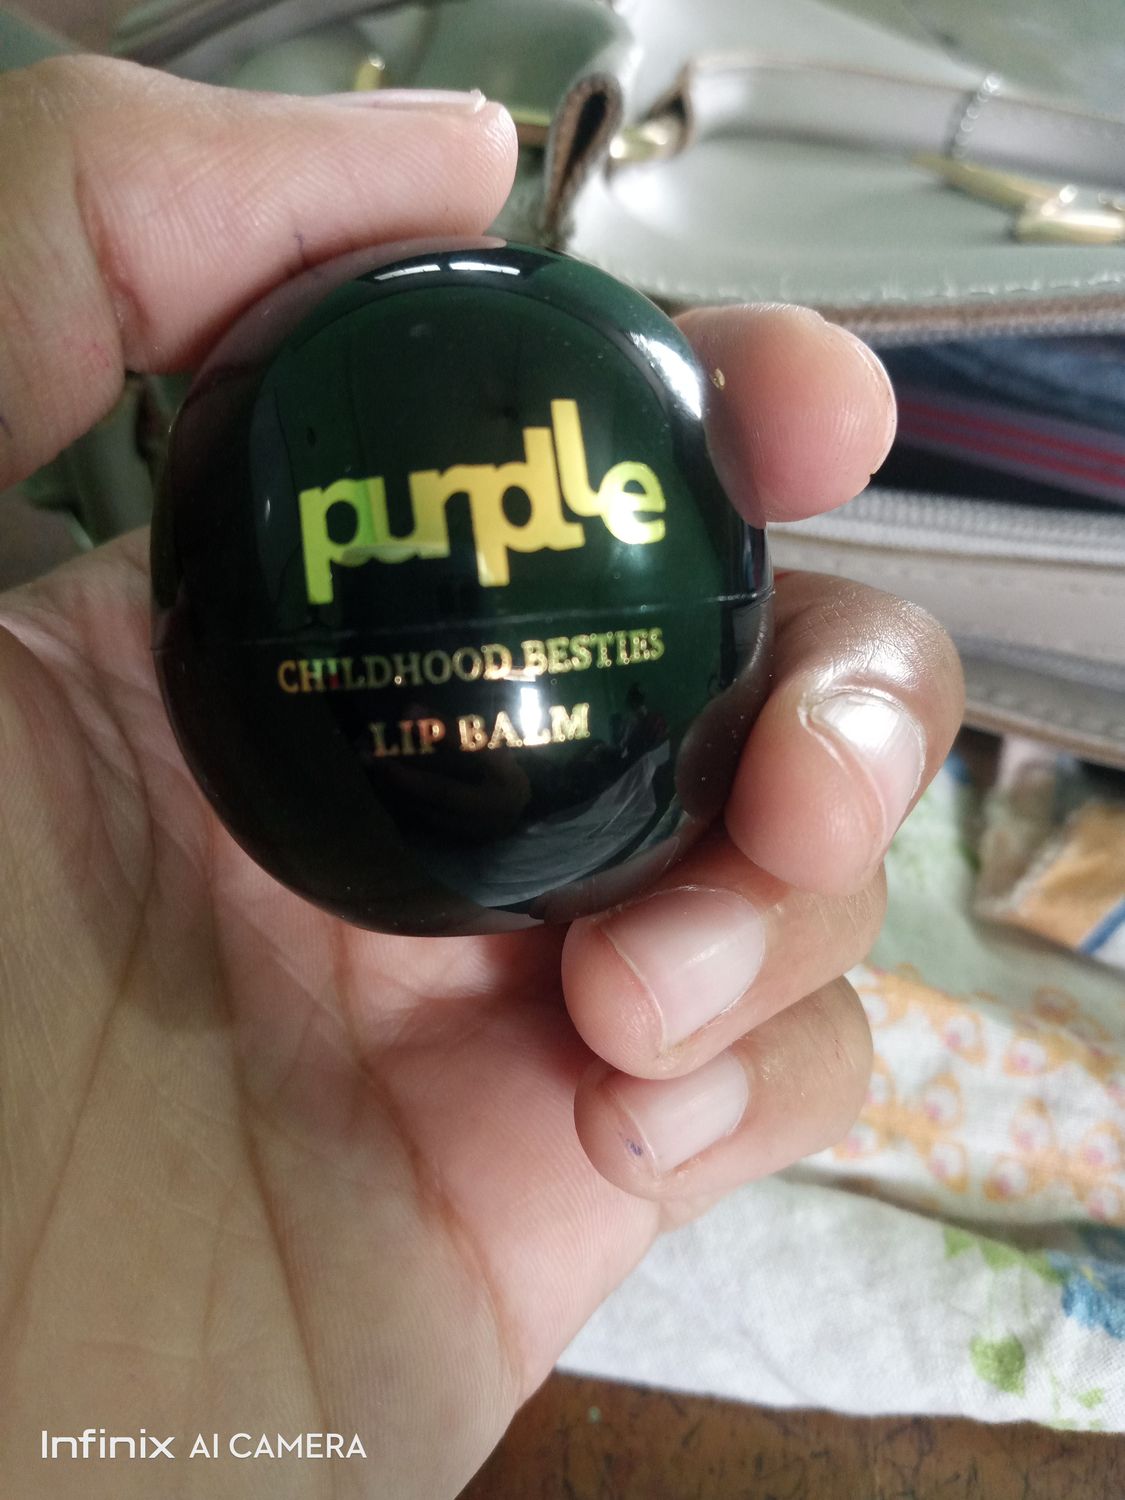 purplle
CHILDHOOD BESTIES
LIP BALM
Infinix AI CAMERA